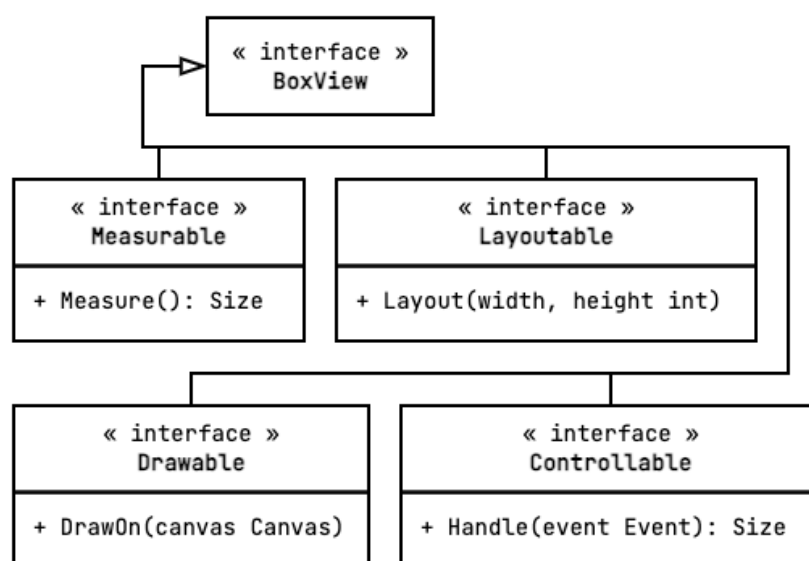 « interface »
BoxView
« interface »
Measurable
+ Measure(): Size
« interface »
Layoutable
+ Layout(width, height int)
« interface »
Drawable
+ DrawOn(canvas Canvas)
« interface »
Controllable
+ Handle(event Event): Size